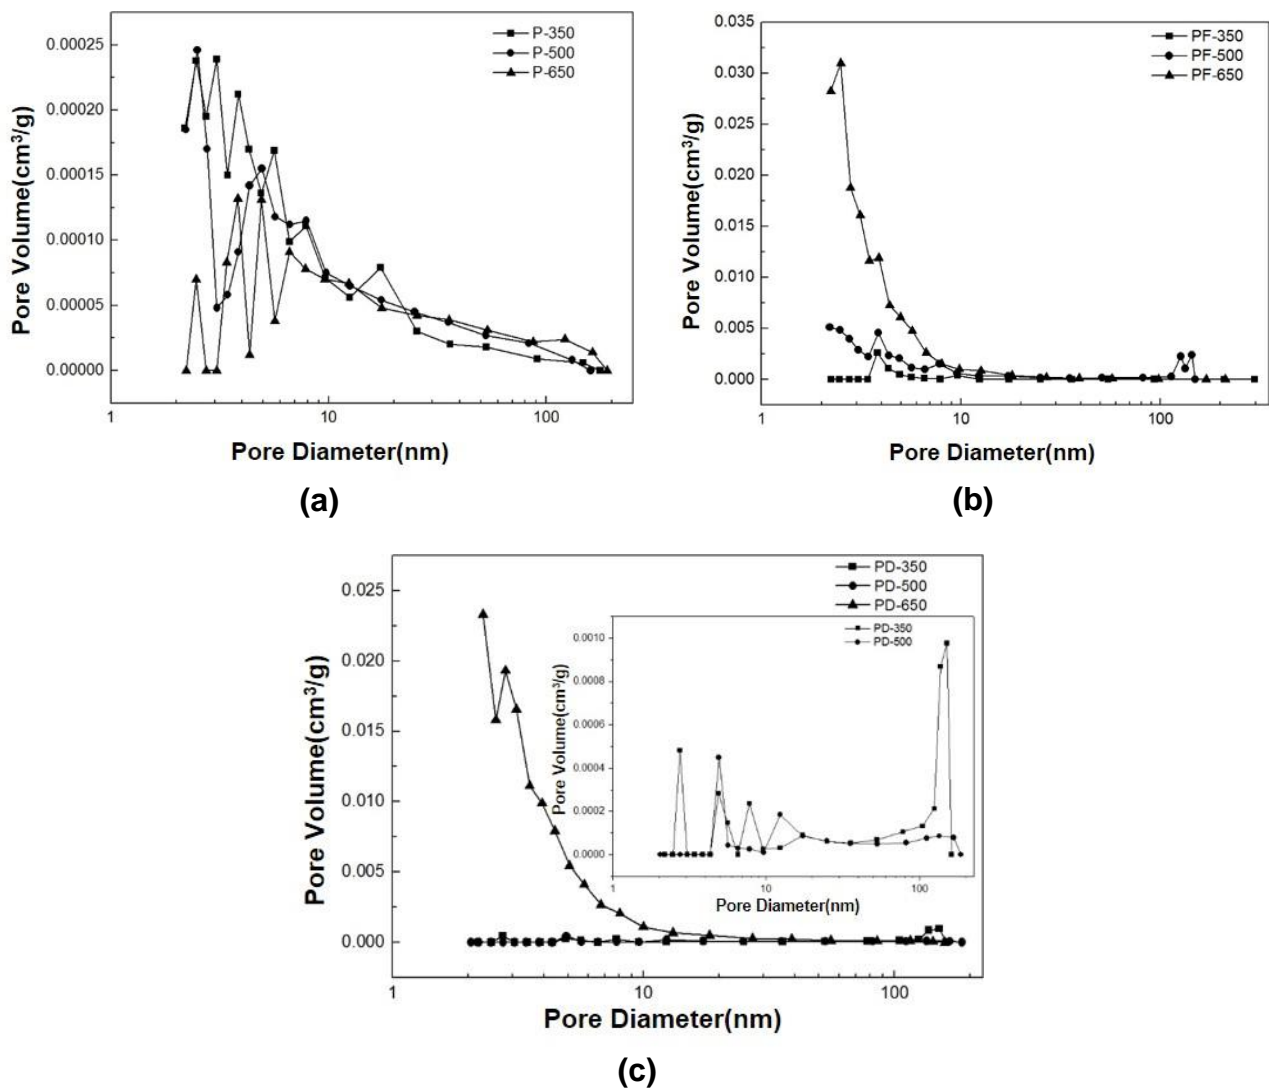 P-350
P-500
P-650
0.00025
0.00020
0.00015
0.00010
0.00005
0.00000
Pore Volume(cm³/g)
1
10
100
Pore Diameter(nm)
(a)
PF-350
PF-500
PF-650
0.035
0.030
0.025
0.020
0.015
0.010
0.005
0.000
Pore Volume(cm³/g)
1
10
100
Pore Diameter(nm)
(b)
PD-350
PD-500
PD-650
0.025
0.020
0.015
0.010
0.005
0.000
Pore Volume(cm³/g)
PD-350
PD-500
0.0010
0.0008
0.0006
0.0004
0.0002
0.0000
Pore Volume(cm³/g)
1
10
100
Pore Diameter(nm)
1
10
100
Pore Diameter(nm)
(c)